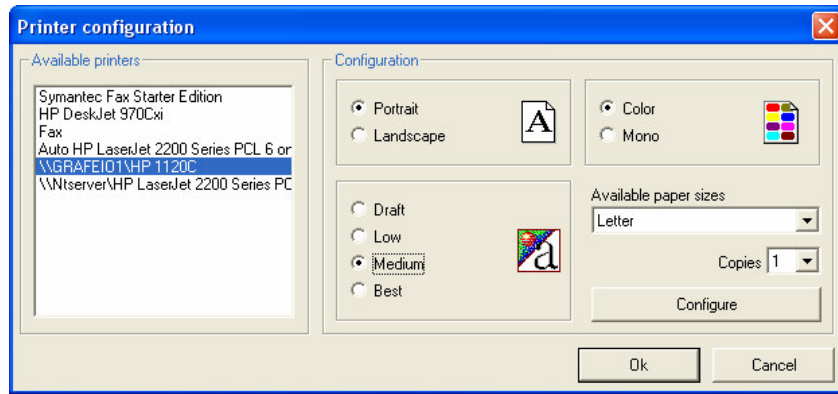 Printer configuration
Available printers
Symantec Fax Starter Edition
HP DeskJet 970Cxi
Fax
Auto HP LaserJet 2200 Series PCL 6 or
\\GRAFEIO1\HP 1120C
\\Ntserver\HP LaserJet 2200 Series PC
Configuration
Portrait
Landscape
A
Color
Mono
Draft
Low
Medium
Best
a
Available paper sizes
Letter
Copies 1
Configure
Ok
Cancel